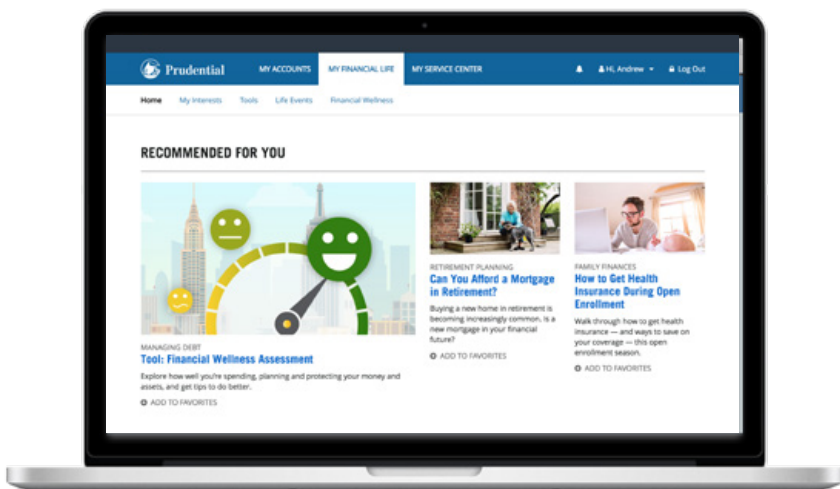 Prudential
MY ACCOUNTS
MY FINANCIAL LIFE
MY SERVICE CENTER
Hi, Andrew
Log Out
Home
My Interests
Tools
Life Events
Financial Wellness
RECOMMENDED FOR YOU
MANAGING DEBT
Tool: Financial Wellness Assessment
Explore how well you're spending, planning and protecting your money and
assets, and get tips to do better.
ADD TO FAVORITES
RETIREMENT PLANNING
Can You Afford a Mortgage
in Retirement?
Buying a new home in retirement is
becoming increasingly common. Is a
new mortgage in your financial
future?
ADD TO FAVORITES
FAMILY FINANCES
How to Get Health
Insurance During Open
Enrollment
Walk through how to get health
insurance — and ways to save on
your coverage — this open
enrollment season.
ADD TO FAVORITES